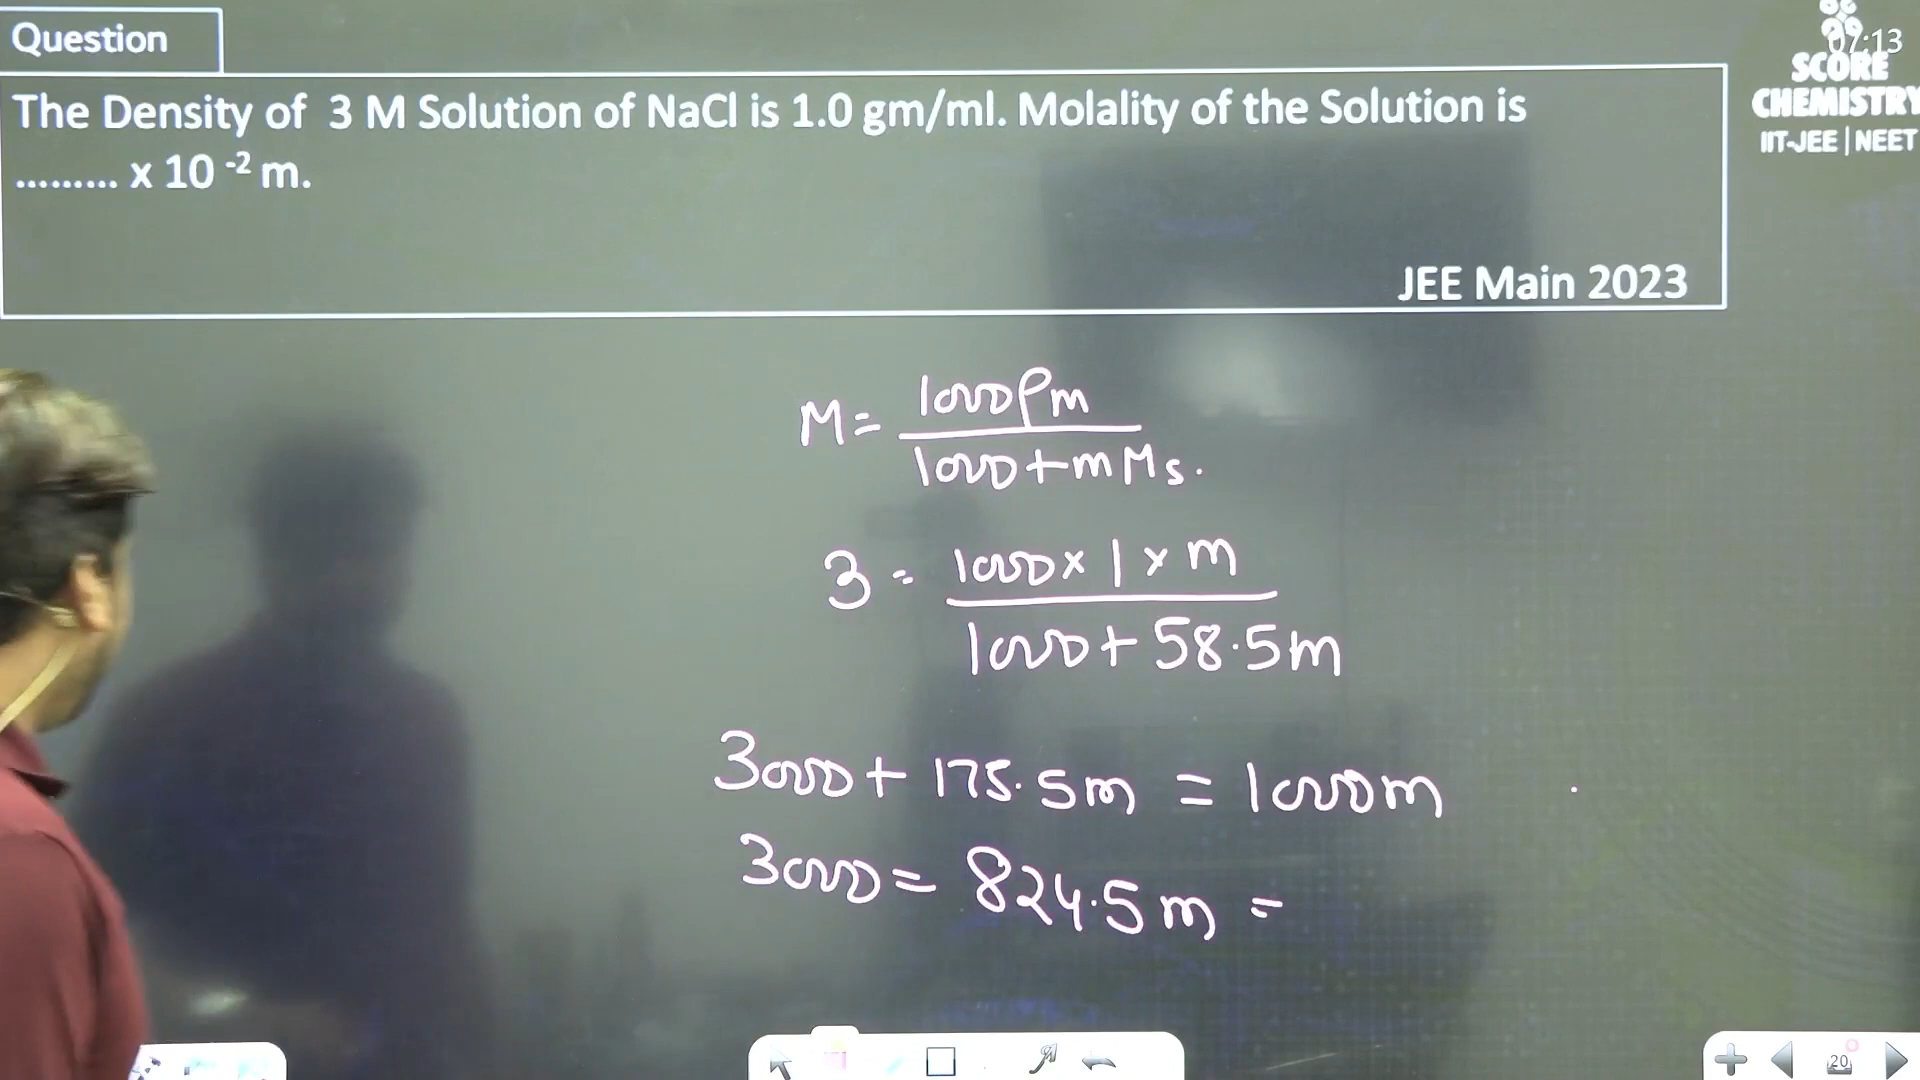 Question
07:13
SCORE
CHEMISTRY
IIT-JEE | NEET
The Density of 3 M Solution of NaCl is 1.0 gm/ml. Molality of the Solution is
......... x 10 -2 m.
JEE Main 2023
M = 1000ρm
1000+mMs.
3 = 1000x 1 x m
1000+ 58.5m
3000+ 175.5m = 1000m
3000 = 824.5m =
20